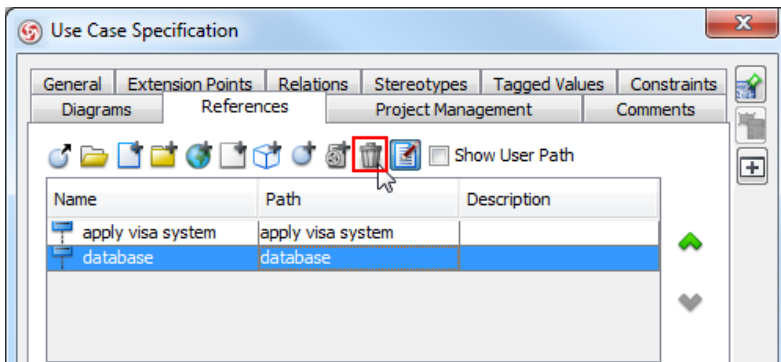 Use Case Specification
General Extension Points Relations Stereotypes Tagged Values Constraints
Diagrams References Project Management Comments
Show User Path
Name Path Description
apply visa system apply visa system
database database